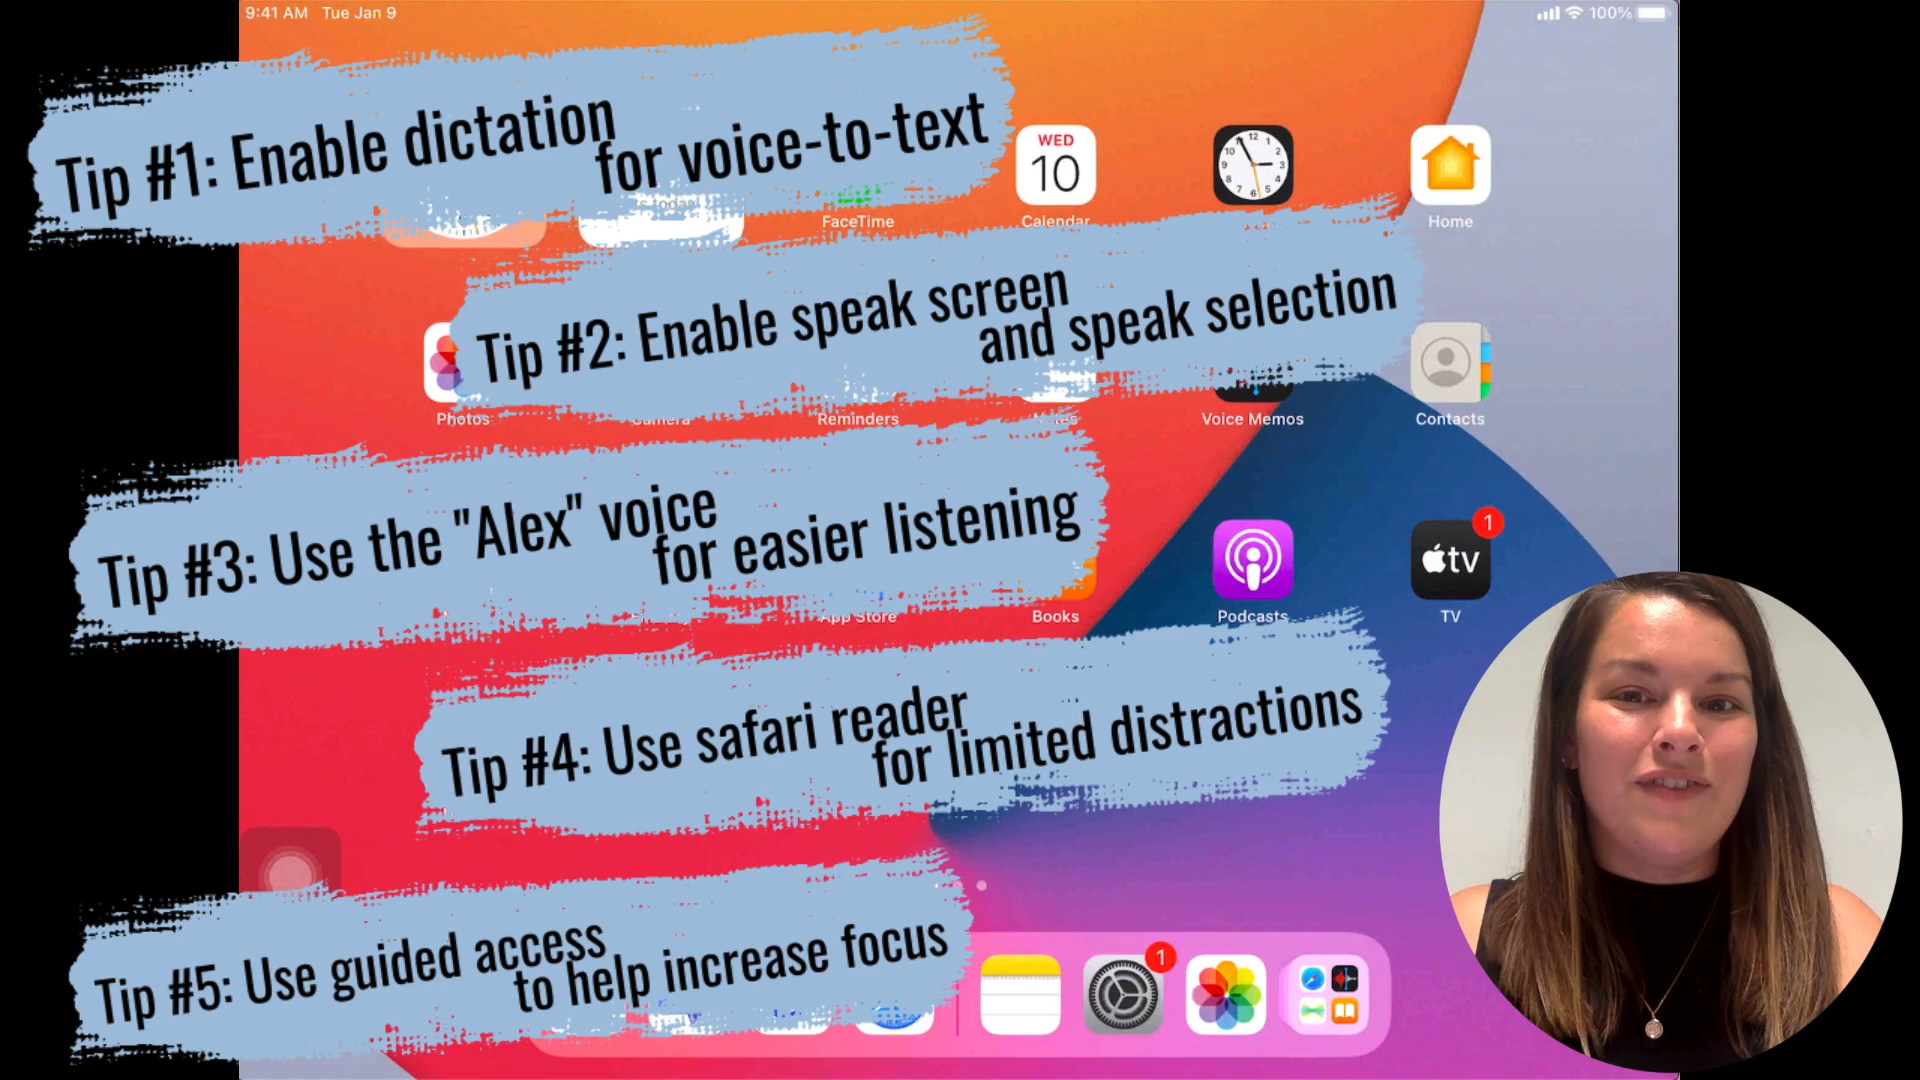 9:41 AM Tue Jan 9
100%
Tip #1: Enable dictation
for voice-to-text
WED
10
FaceTime
Calendar
Home
Tip #2: Enable speak screen
and speak selection
Photos
Camera
Reminders
Notes
Voice Memos
Contacts
Tip #3: Use the "Alex" voice
for easier listening
tv
1
App Store
Books
Podcasts
TV
Tip #4: Use safari reader
for limited distractions
Tip #5: Use guided access
to help increase focus
1